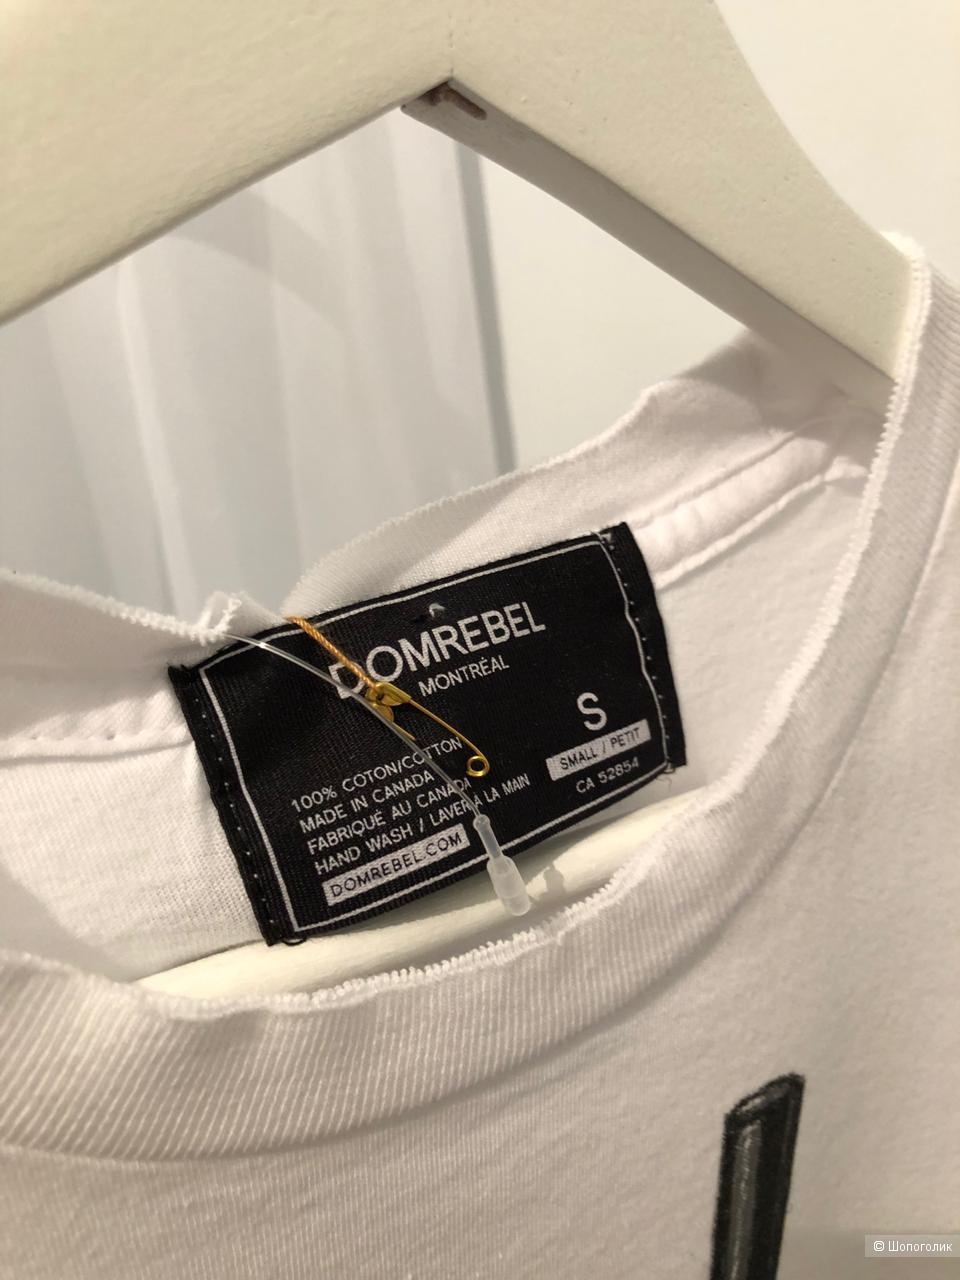 DOMREBEL
MONTRÉAL
S
SMALL / PETIT
CA 52854
100% COTON/COTTON
MADE IN CANADA
FABRIQUÉ AU CANADA
HAND WASH / LAVER À LA MAIN
DOMREBEL.COM
© Шопоголик